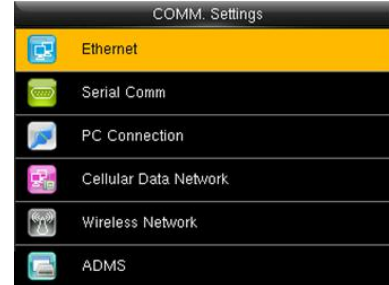 COMM. Settings
Ethernet
Serial Comm
PC Connection
Cellular Data Network
Wireless Network
ADMS